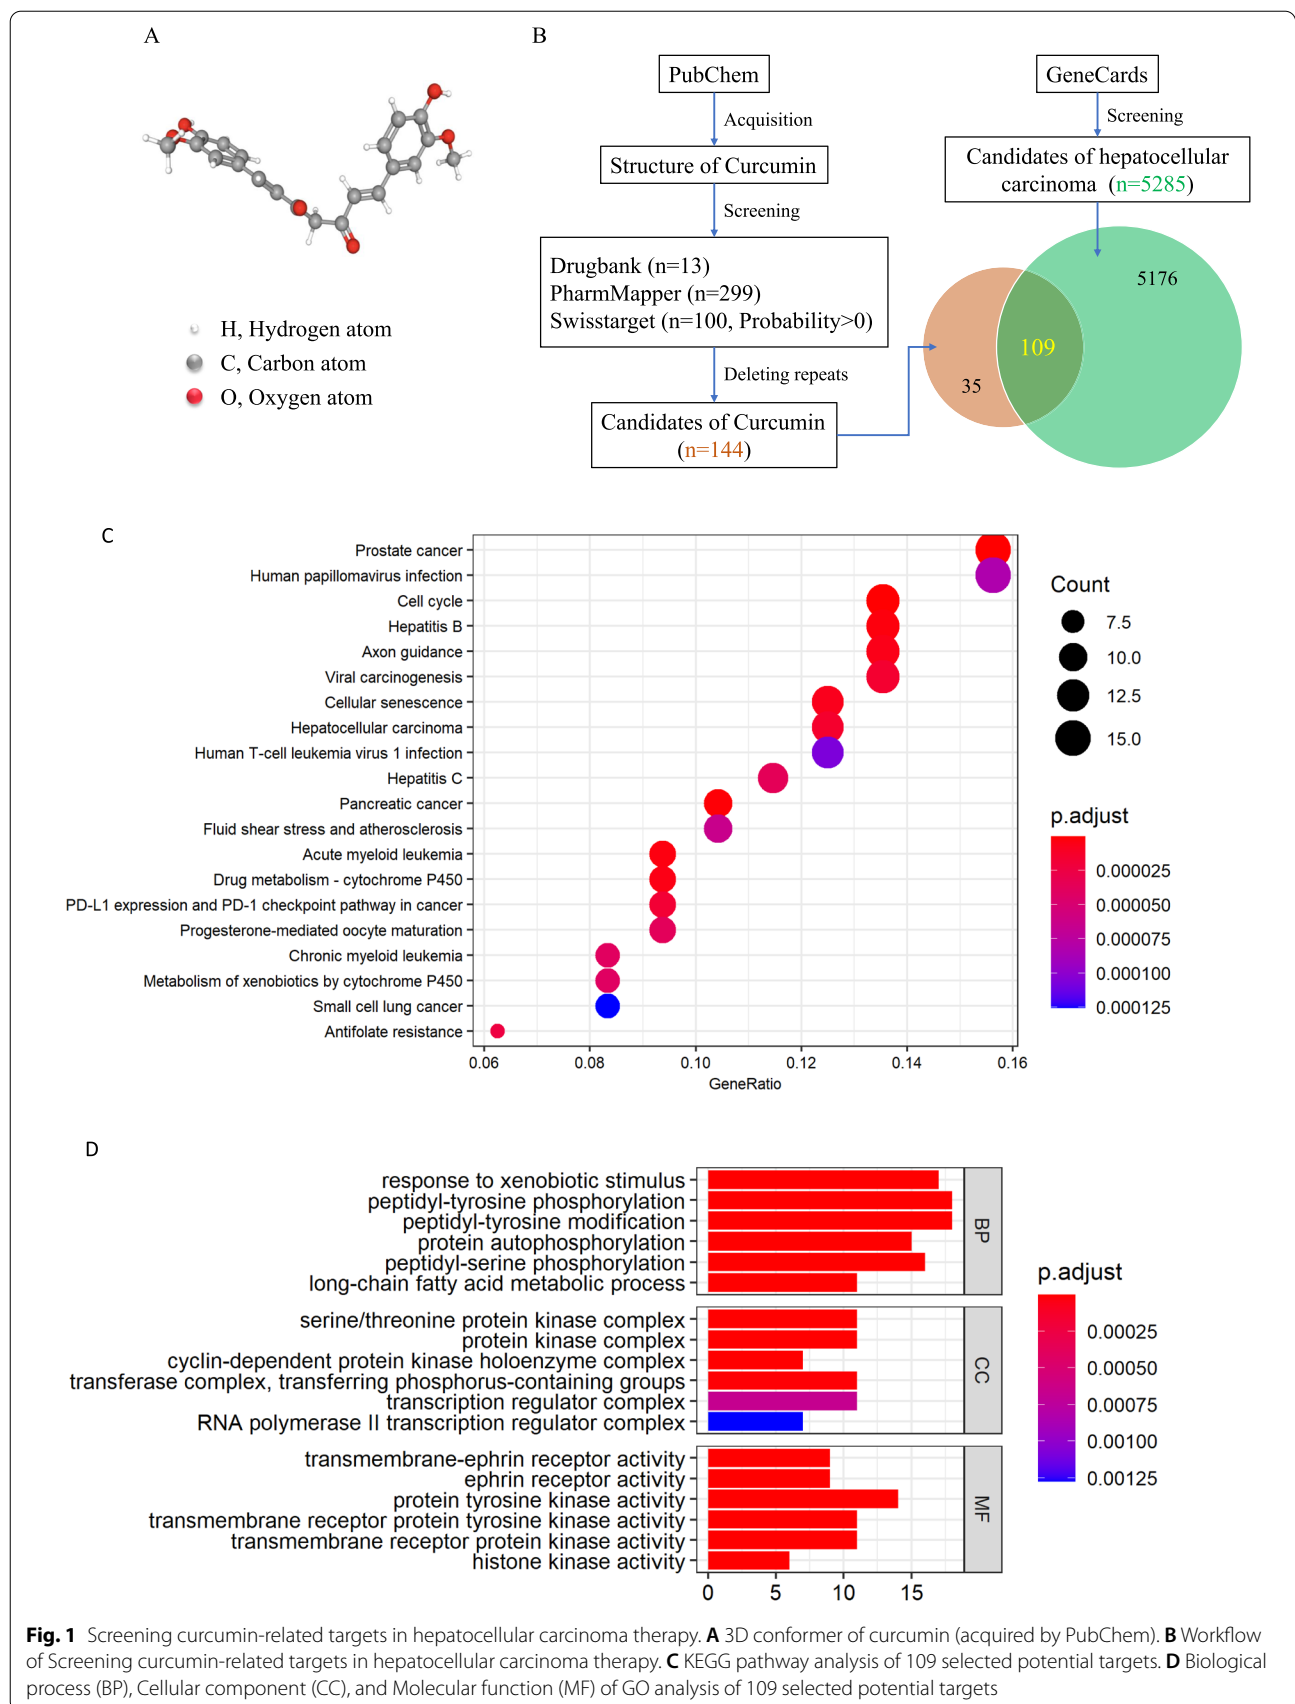 A
H, Hydrogen atom
C, Carbon atom
O, Oxygen atom
B
PubChem
Acquisition
Structure of Curcumin
Screening
Drugbank (n=13)
PharmMapper (n=299)
Swisstarget (n=100, Probability>0)
Deleting repeats
Candidates of Curcumin
(n=144)
GeneCards
Screening
Candidates of hepatocellular
carcinoma (n=5285)
5176
109
35
C
Prostate cancer
Human papillomavirus infection
Cell cycle
Hepatitis B
Axon guidance
Viral carcinogenesis
Cellular senescence
Hepatocellular carcinoma
Human T-cell leukemia virus 1 infection
Hepatitis C
Pancreatic cancer
Fluid shear stress and atherosclerosis
Acute myeloid leukemia
Drug metabolism - cytochrome P450
PD-L1 expression and PD-1 checkpoint pathway in cancer
Progesterone-mediated oocyte maturation
Chronic myeloid leukemia
Metabolism of xenobiotics by cytochrome P450
Small cell lung cancer
Antifolate resistance
0.06 0.08 0.10 0.12 0.14 0.16
GeneRatio
Count
7.5
10.0
12.5
15.0
p.adjust
0.000025
0.000050
0.000075
0.000100
0.000125
D
response to xenobiotic stimulus
peptidyl-tyrosine phosphorylation
peptidyl-tyrosine modification
protein autophosphorylation
peptidyl-serine phosphorylation
long-chain fatty acid metabolic process
BP
serine/threonine protein kinase complex
protein kinase complex
cyclin-dependent protein kinase holoenzyme complex
transferase complex, transferring phosphorus-containing groups
transcription regulator complex
RNA polymerase II transcription regulator complex
CC
transmembrane-ephrin receptor activity
ephrin receptor activity
protein tyrosine kinase activity
transmembrane receptor protein tyrosine kinase activity
transmembrane receptor protein kinase activity
histone kinase activity
MF
0 5 10 15
p.adjust
0.00025
0.00050
0.00075
0.00100
0.00125
Fig. 1 Screening curcumin-related targets in hepatocellular carcinoma therapy. A 3D conformer of curcumin (acquired by PubChem). B Workflow
of Screening curcumin-related targets in hepatocellular carcinoma therapy. C KEGG pathway analysis of 109 selected potential targets. D Biological
process (BP), Cellular component (CC), and Molecular function (MF) of GO analysis of 109 selected potential targets